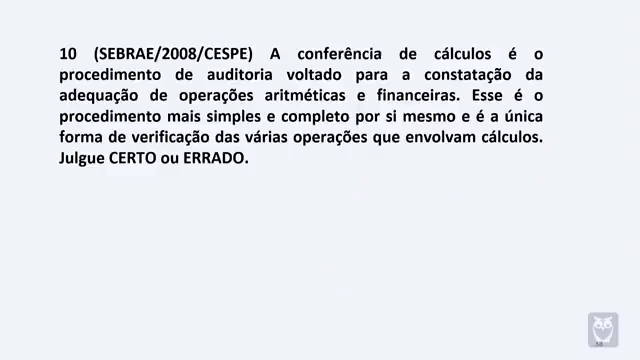 10 (SEBRAE/2008/CESPE) A conferência de cálculos é o
procedimento de auditoria voltado para a constatação da
adequação de operações aritméticas e financeiras. Esse é o
procedimento mais simples e completo por si mesmo e é a única
forma de verificação das várias operações que envolvam cálculos.
Julgue CERTO ou ERRADO.